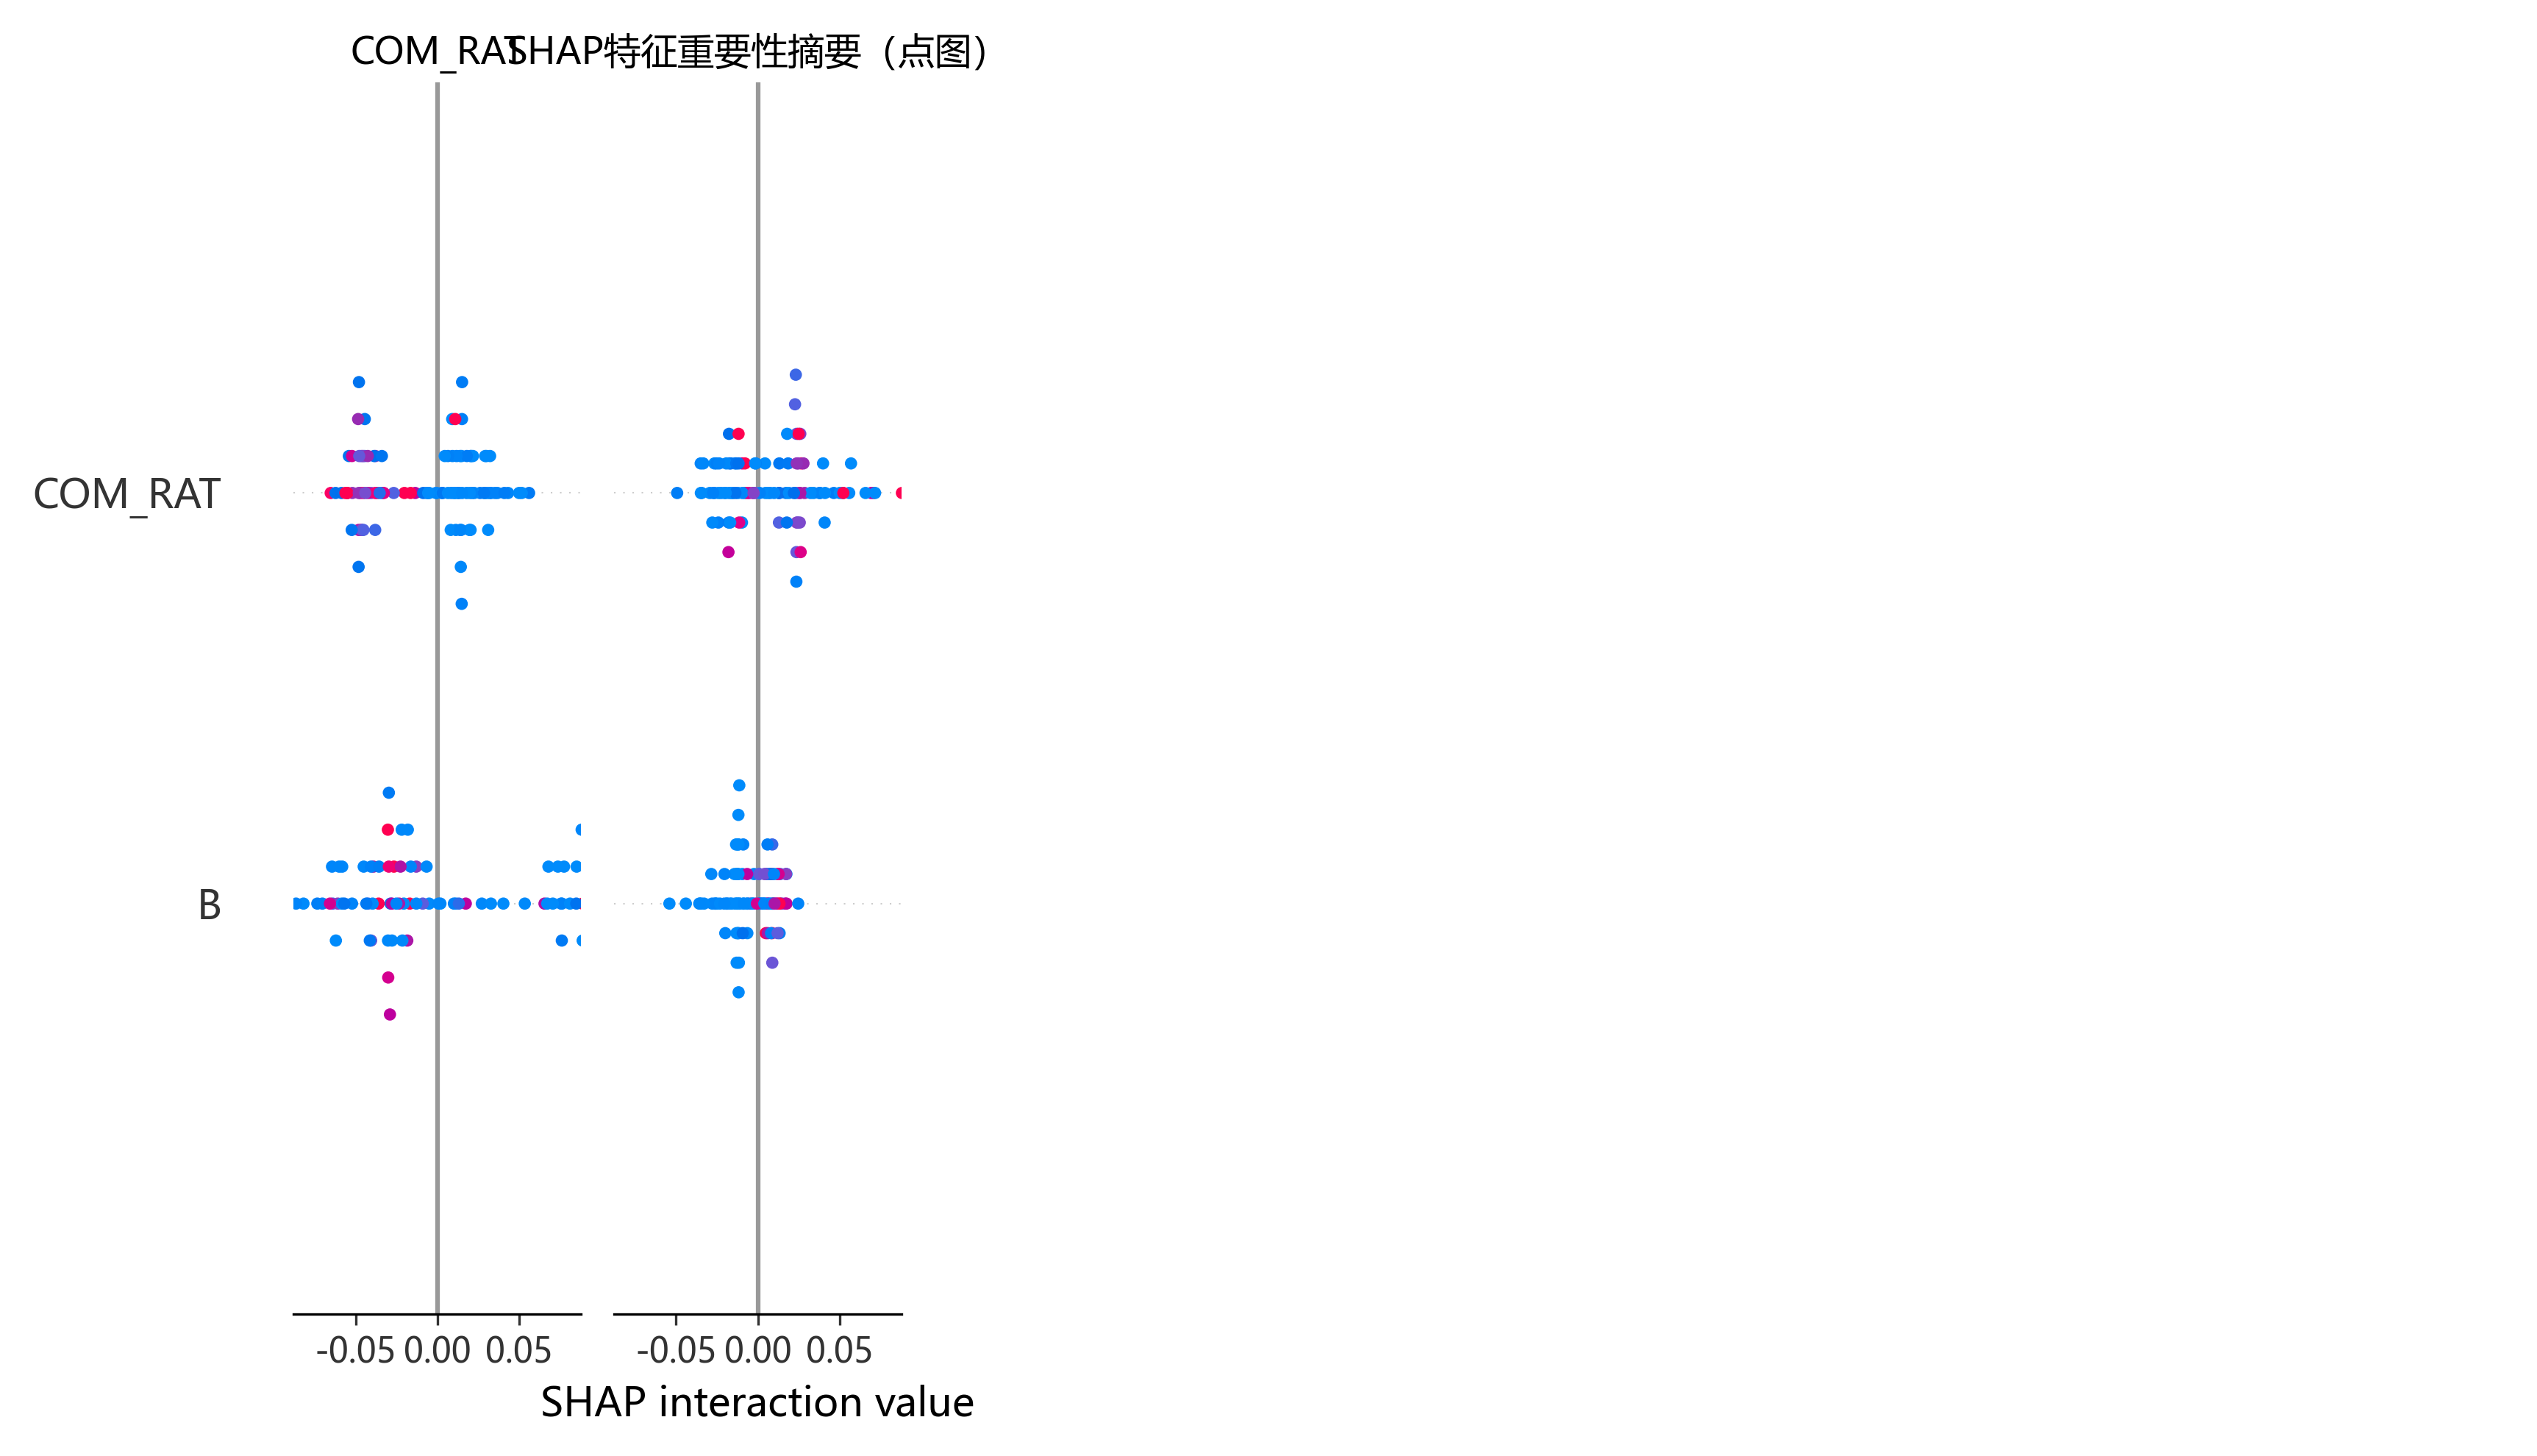 COM_RAT
SHAP特征重要性摘要（点图）
COM_RAT
B
-0.05 0.00 0.05
-0.05 0.00 0.05
SHAP interaction value